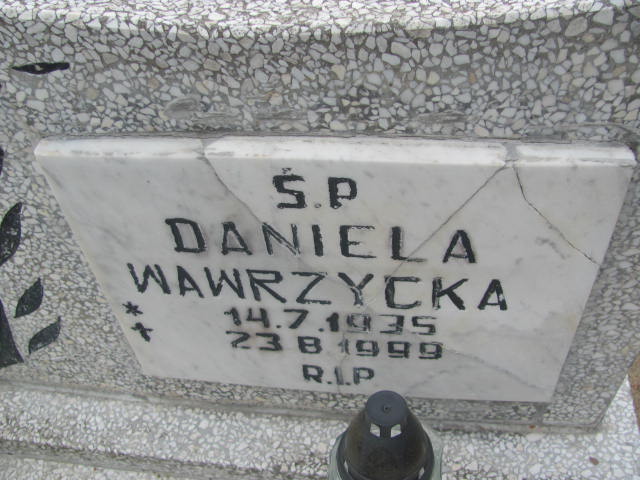 Ś.P.
DANIELA
WAWRZYCKA
* 14.7.1935
† 23 8 1999
R.I.P